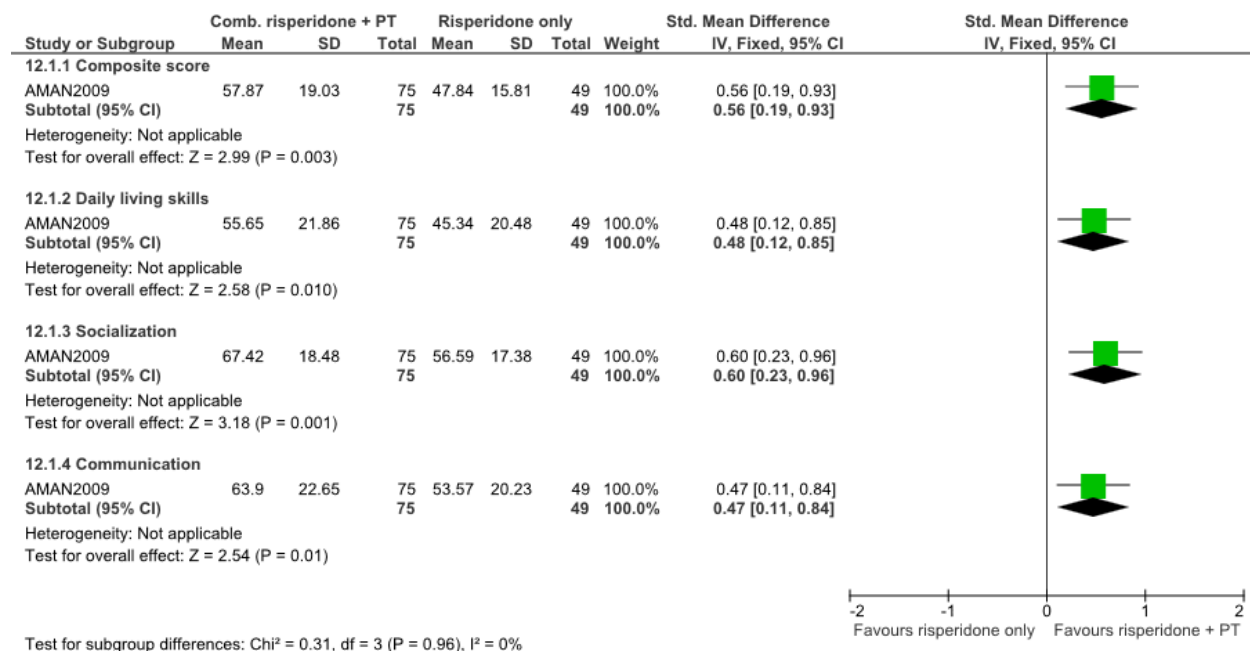 Comb. risperidone + PT Risperidone only Std. Mean Difference Std. Mean Difference
Study or Subgroup Mean SD Total Mean SD Total Weight IV, Fixed, 95% CI IV, Fixed, 95% CI
12.1.1 Composite score
AMAN2009 57.87 19.03 75 47.84 15.81 49 100.0% 0.56 [0.19, 0.93]
Subtotal (95% CI) 75 49 100.0% 0.56 [0.19, 0.93]
Heterogeneity: Not applicable
Test for overall effect: Z = 2.99 (P = 0.003)
12.1.2 Daily living skills
AMAN2009 55.65 21.86 75 45.34 20.48 49 100.0% 0.48 [0.12, 0.85]
Subtotal (95% CI) 75 49 100.0% 0.48 [0.12, 0.85]
Heterogeneity: Not applicable
Test for overall effect: Z = 2.58 (P = 0.010)
12.1.3 Socialization
AMAN2009 67.42 18.48 75 56.59 17.38 49 100.0% 0.60 [0.23, 0.96]
Subtotal (95% CI) 75 49 100.0% 0.60 [0.23, 0.96]
Heterogeneity: Not applicable
Test for overall effect: Z = 3.18 (P = 0.001)
12.1.4 Communication
AMAN2009 63.9 22.65 75 53.57 20.23 49 100.0% 0.47 [0.11, 0.84]
Subtotal (95% CI) 75 49 100.0% 0.47 [0.11, 0.84]
Heterogeneity: Not applicable
Test for overall effect: Z = 2.54 (P = 0.01)
-2 -1 0 1 2
Favours risperidone only Favours risperidone + PT
Test for subgroup differences: Chi² = 0.31, df = 3 (P = 0.96), I² = 0%